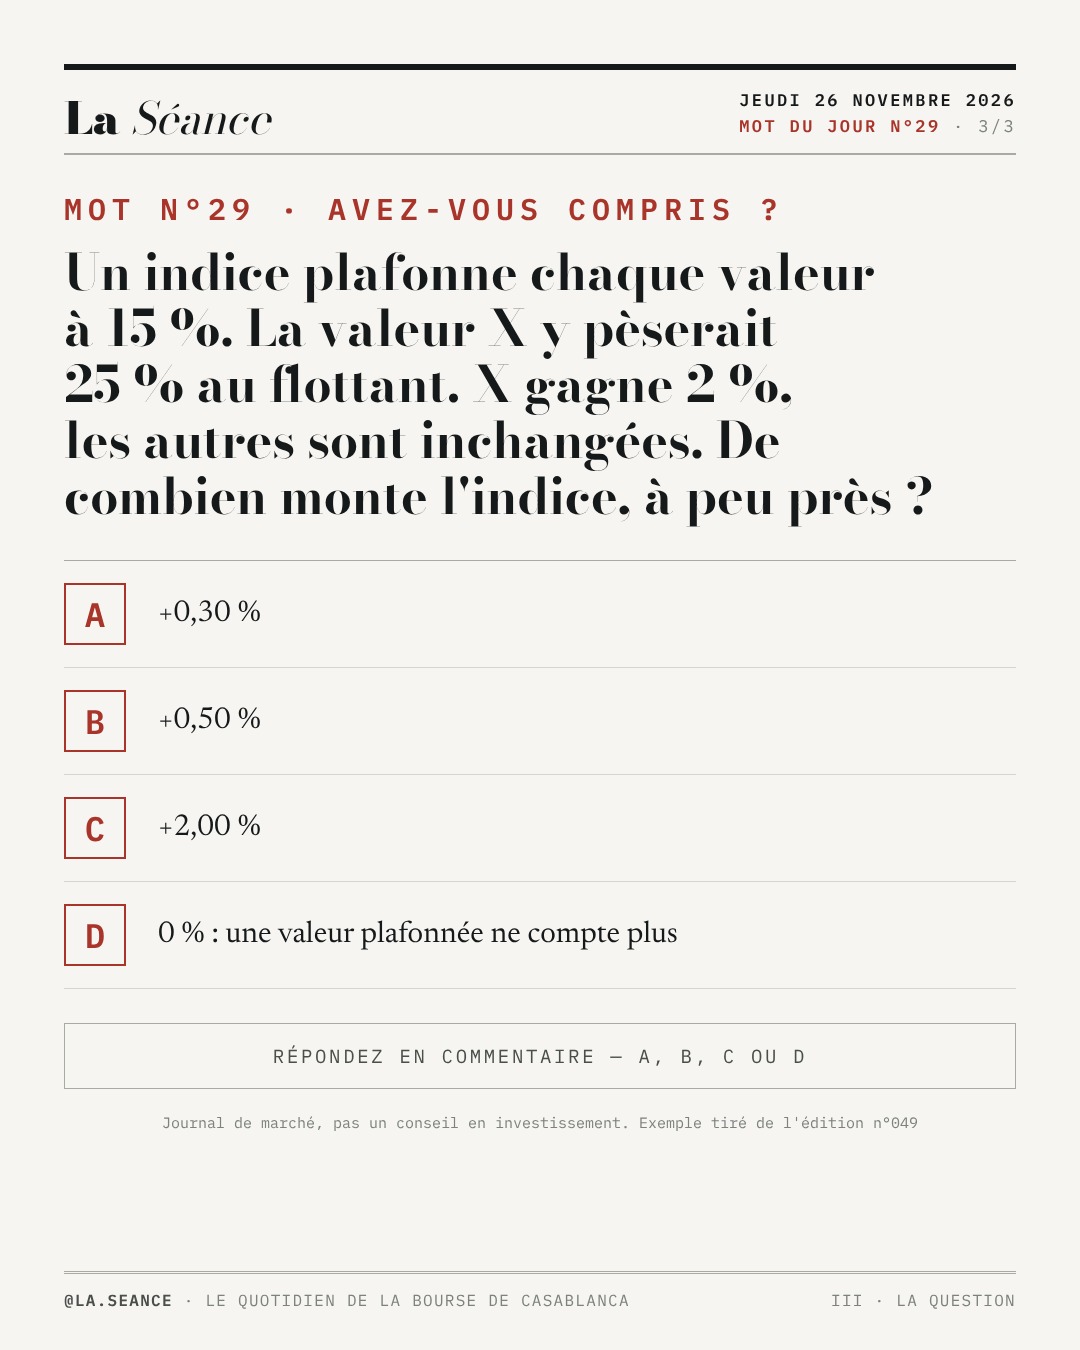 La Séance
JEUDI 26 NOVEMBRE 2026
MOT DU JOUR N°29 · 3/3
MOT N°29 · AVEZ-VOUS COMPRIS ?
Un indice plafonne chaque valeur
à 15 %. La valeur X y pèserait
25 % au flottant. X gagne 2 %,
les autres sont inchangées. De
combien monte l'indice, à peu près ?
A +0,30 %
B +0,50 %
C +2,00 %
D 0 % : une valeur plafonnée ne compte plus
RÉPONDEZ EN COMMENTAIRE — A, B, C OU D
Journal de marché, pas un conseil en investissement. Exemple tiré de l'édition n°049
@LA.SEANCE · LE QUOTIDIEN DE LA BOURSE DE CASABLANCA
III · LA QUESTION